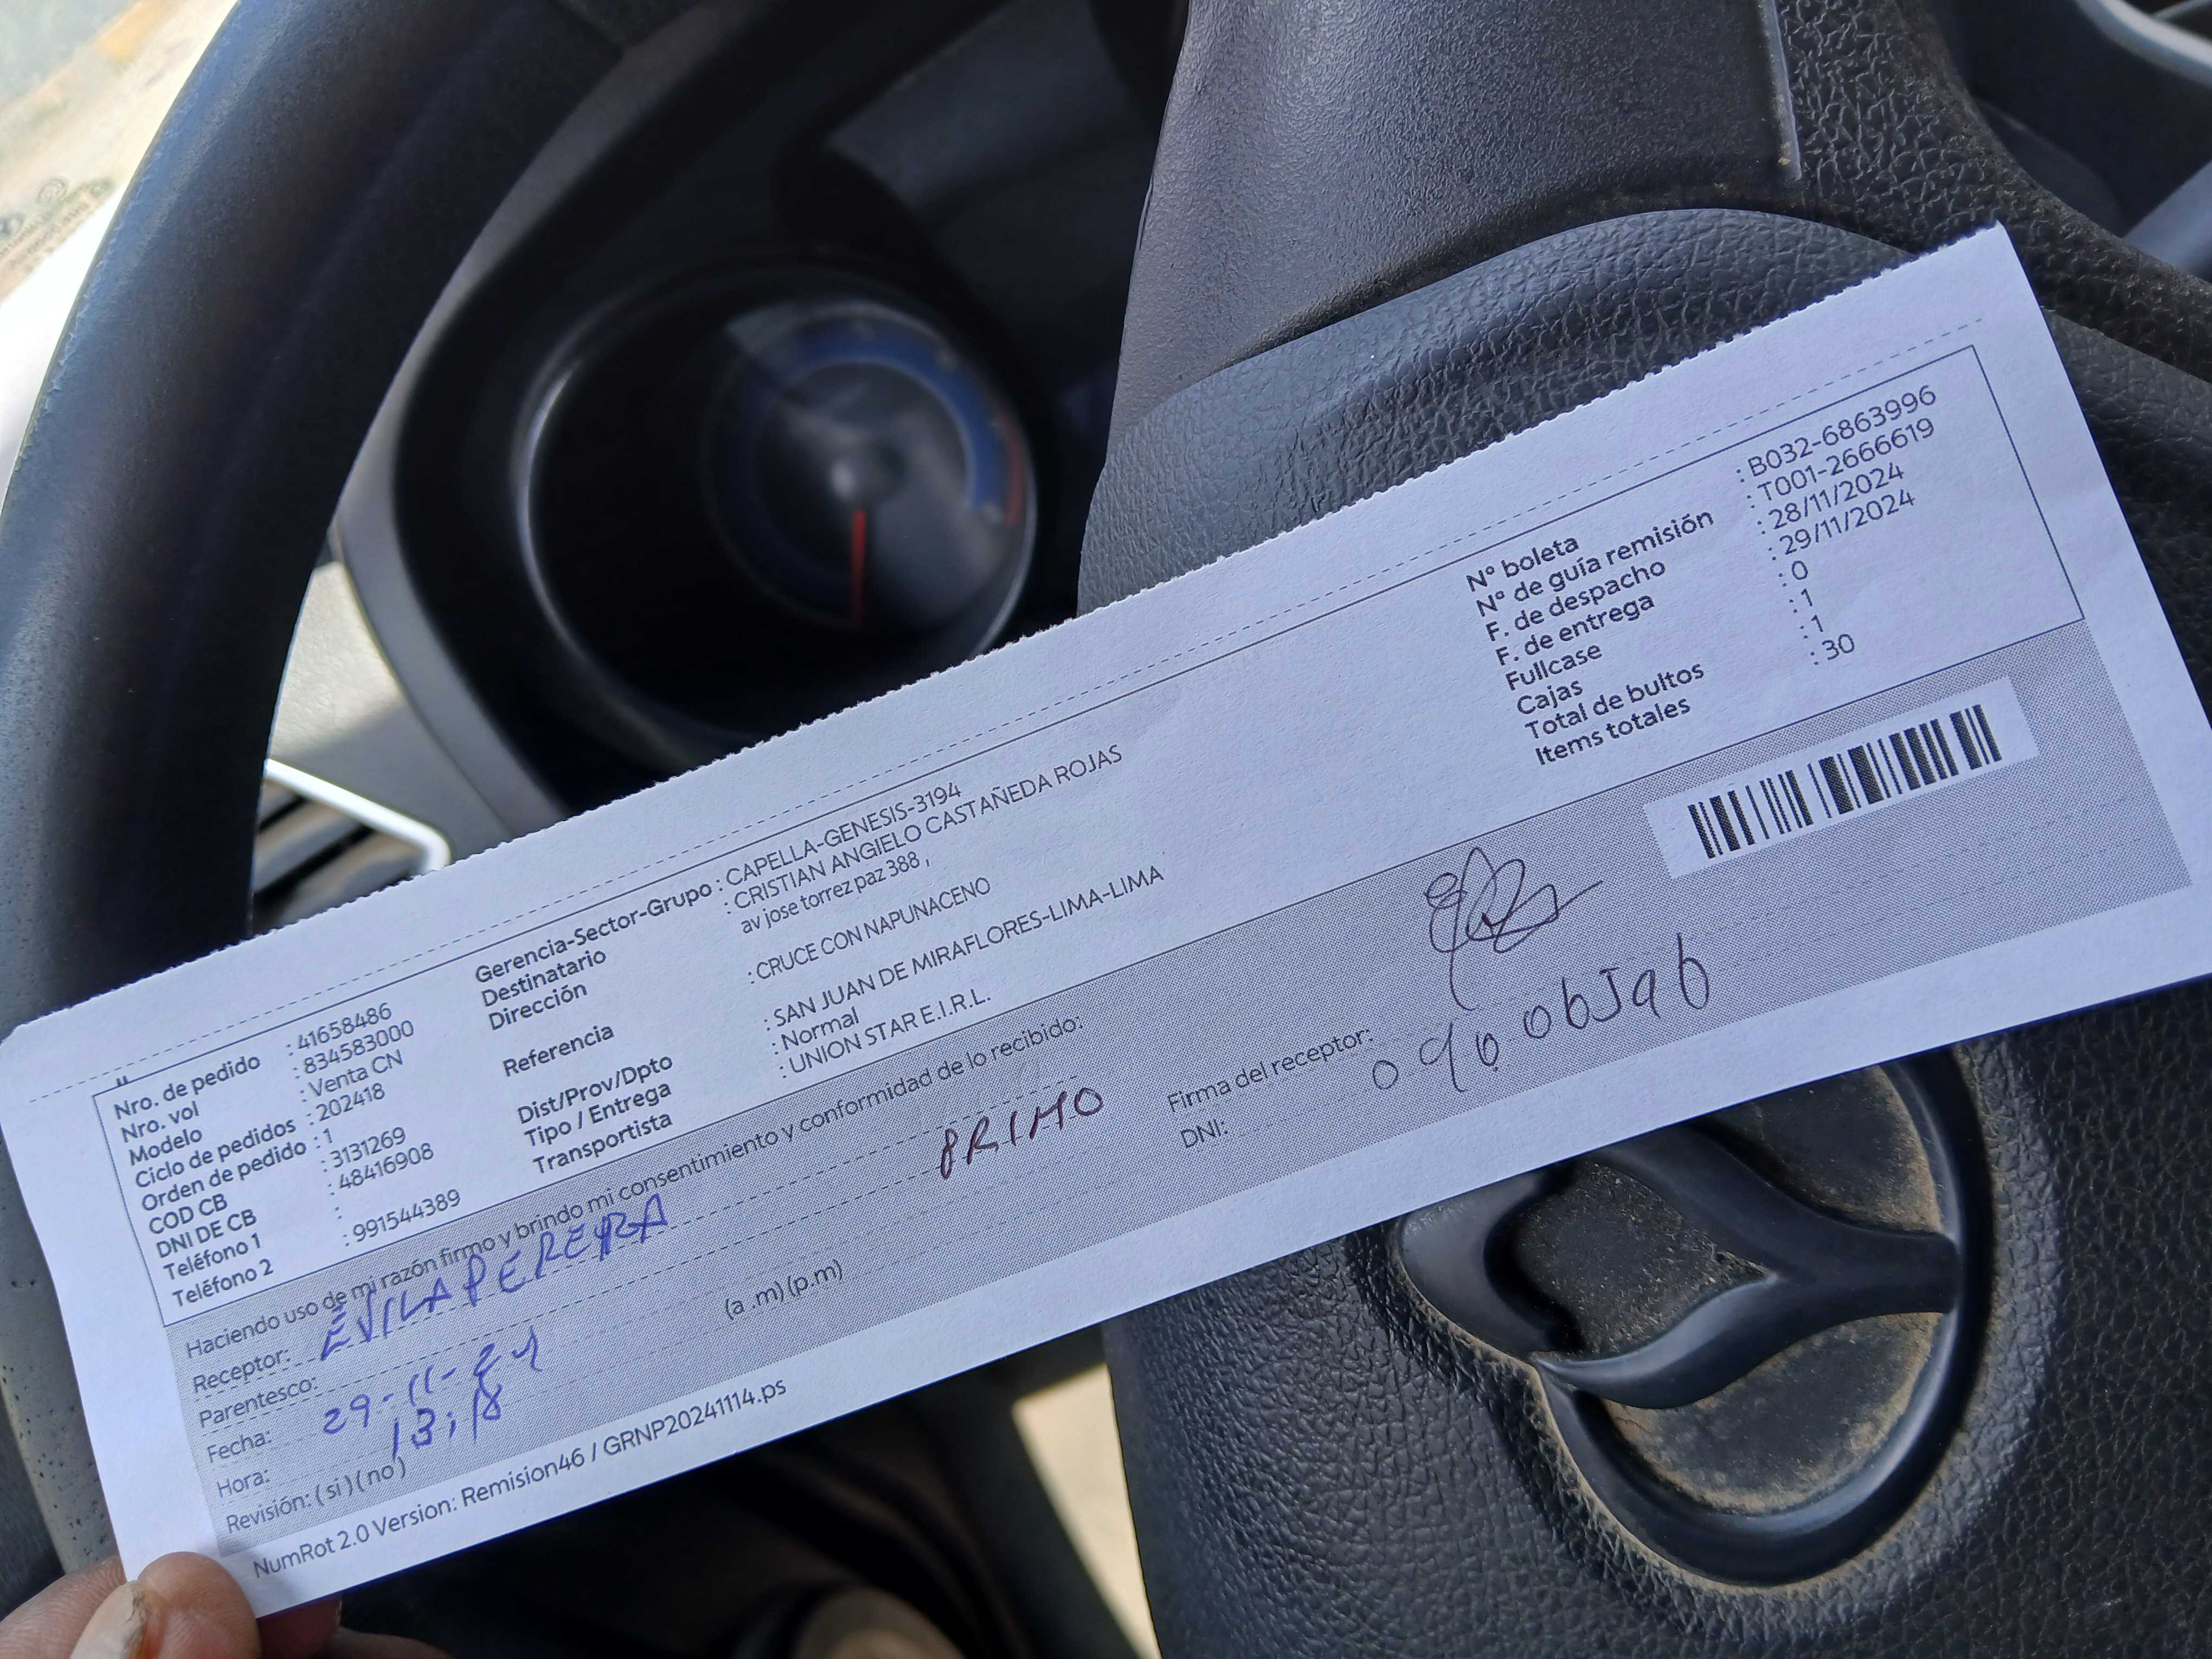 Nro. de pedido : 41658486
Nro. vol : 834583000
Modelo : Venta CN
Ciclo de pedidos : 202418
Orden de pedido : 1
COD CB : 3131269
DNI DE CB : 48416908
Teléfono 1 :
Teléfono 2 : 991544389
Gerencia-Sector-Grupo : CAPELLA-GENESIS-3194
Destinatario : CRISTIAN ANGIELO CASTAÑEDA ROJAS
Dirección av jose torrez paz 388 ,
Referencia : CRUCE CON NAPUNACENO
Dist/Prov/Dpto : SAN JUAN DE MIRAFLORES-LIMA-LIMA
Tipo / Entrega : Normal
Transportista : UNION STAR E.I.R.L.
N° boleta : B032-6863996
N° de guía remisión : T001-2666619
F. de despacho : 28/11/2024
F. de entrega : 29/11/2024
Fullcase : 0
Cajas : 1
Total de bultos : 1
Items totales : 30
Haciendo uso de mi razón firmo y brindo mi consentimiento y conformidad de lo recibido:
Receptor: EVILA PEREYRA
Parentesco: PRIMO
Fecha: 29-11-24
Hora: 13:18 (a .m) (p.m)
Revisión: ( si ) ( no )
Firma del receptor:
DNI:
NumRot 2.0 Version: Remision46 / GRNP20241114.ps